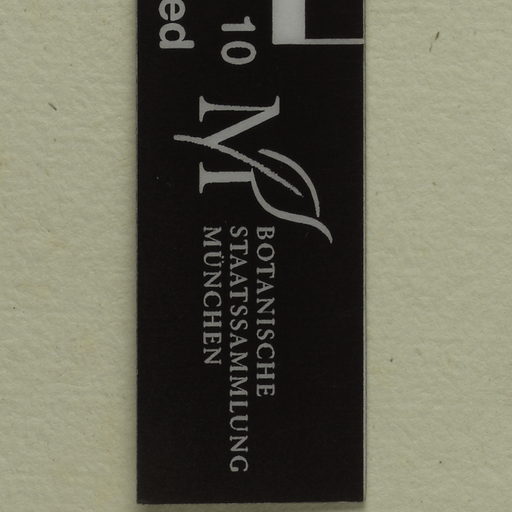 10
ed
BOTANISCHE
STAATSSAMMLUNG
MÜNCHEN